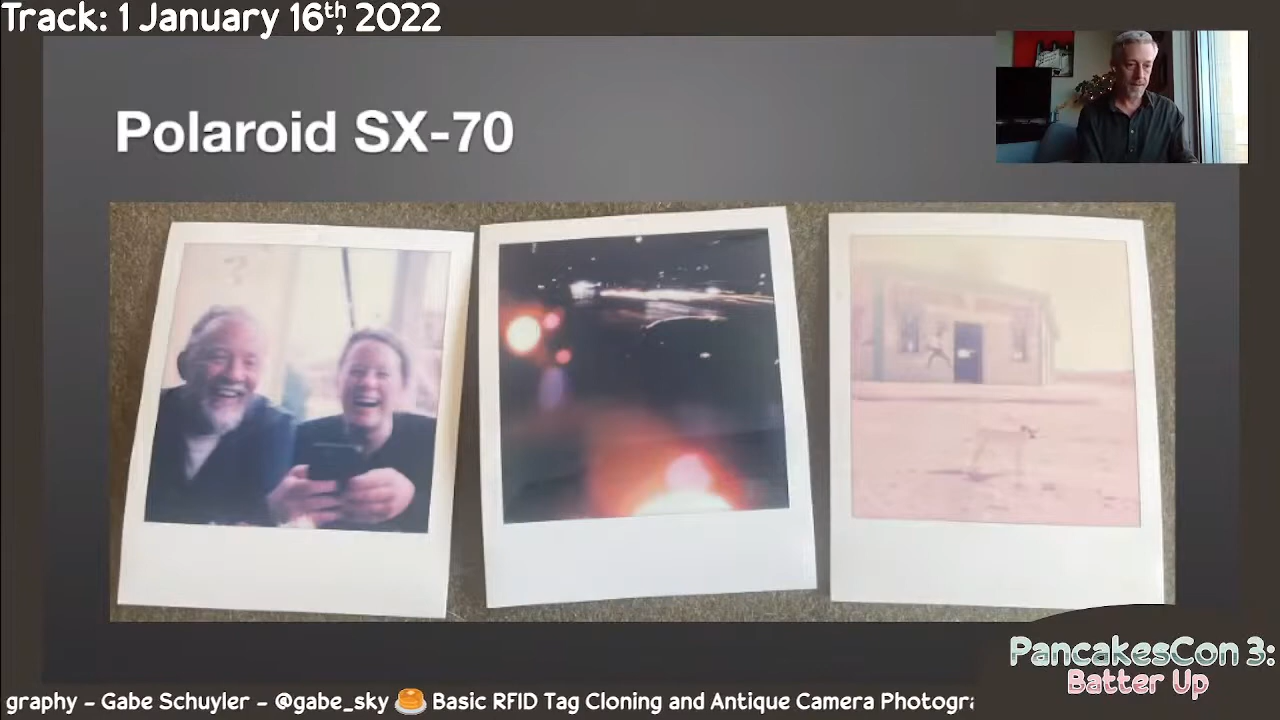 Track: 1 January 16th, 2022
Polaroid SX-70
PancakesCon 3:
Batter Up
graphy - Gabe Schuyler - @gabe_sky 🥞 Basic RFID Tag Cloning and Antique Camera Photogra